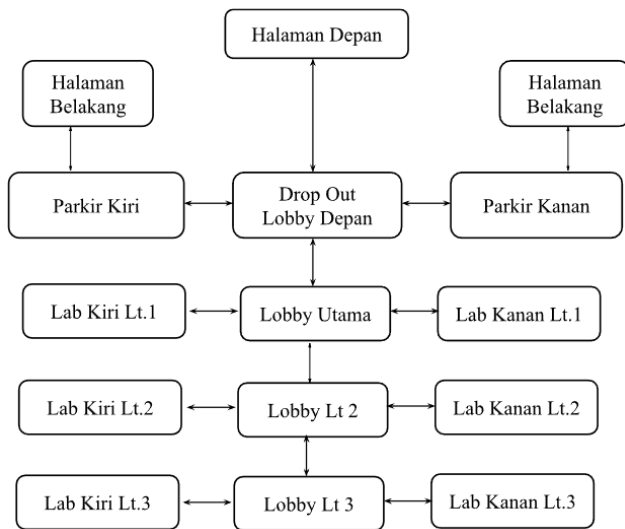 Halaman Depan
Halaman
Belakang
Halaman
Belakang
Parkir Kiri
Drop Out
Lobby Depan
Parkir Kanan
Lab Kiri Lt.1
Lobby Utama
Lab Kanan Lt.1
Lab Kiri Lt.2
Lobby Lt 2
Lab Kanan Lt.2
Lab Kiri Lt.3
Lobby Lt 3
Lab Kanan Lt.3